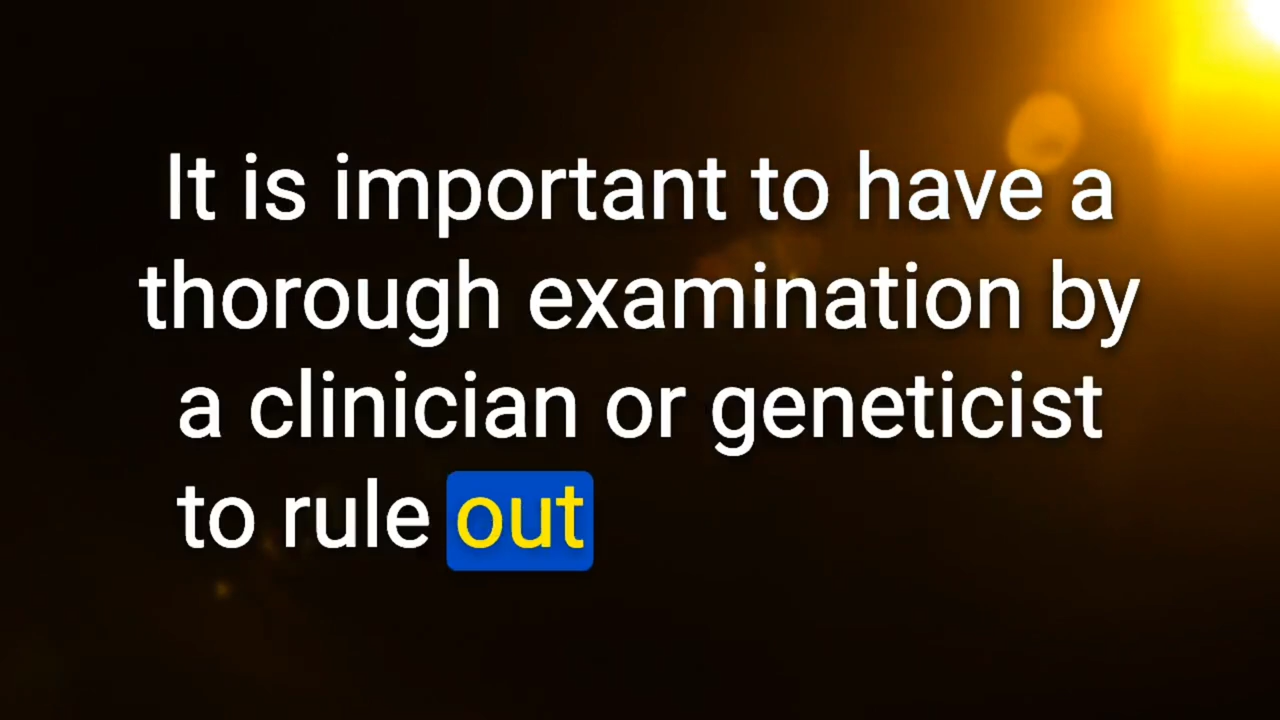 It is important to have a
thorough examination by
a clinician or geneticist
to rule out